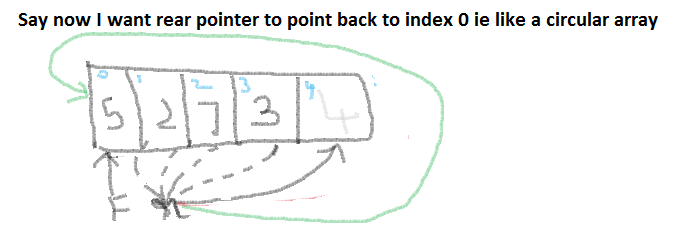 Say now I want rear pointer to point back to index 0 ie like a circular array
0 1 2 3 4
5 2 7 3 4
F R